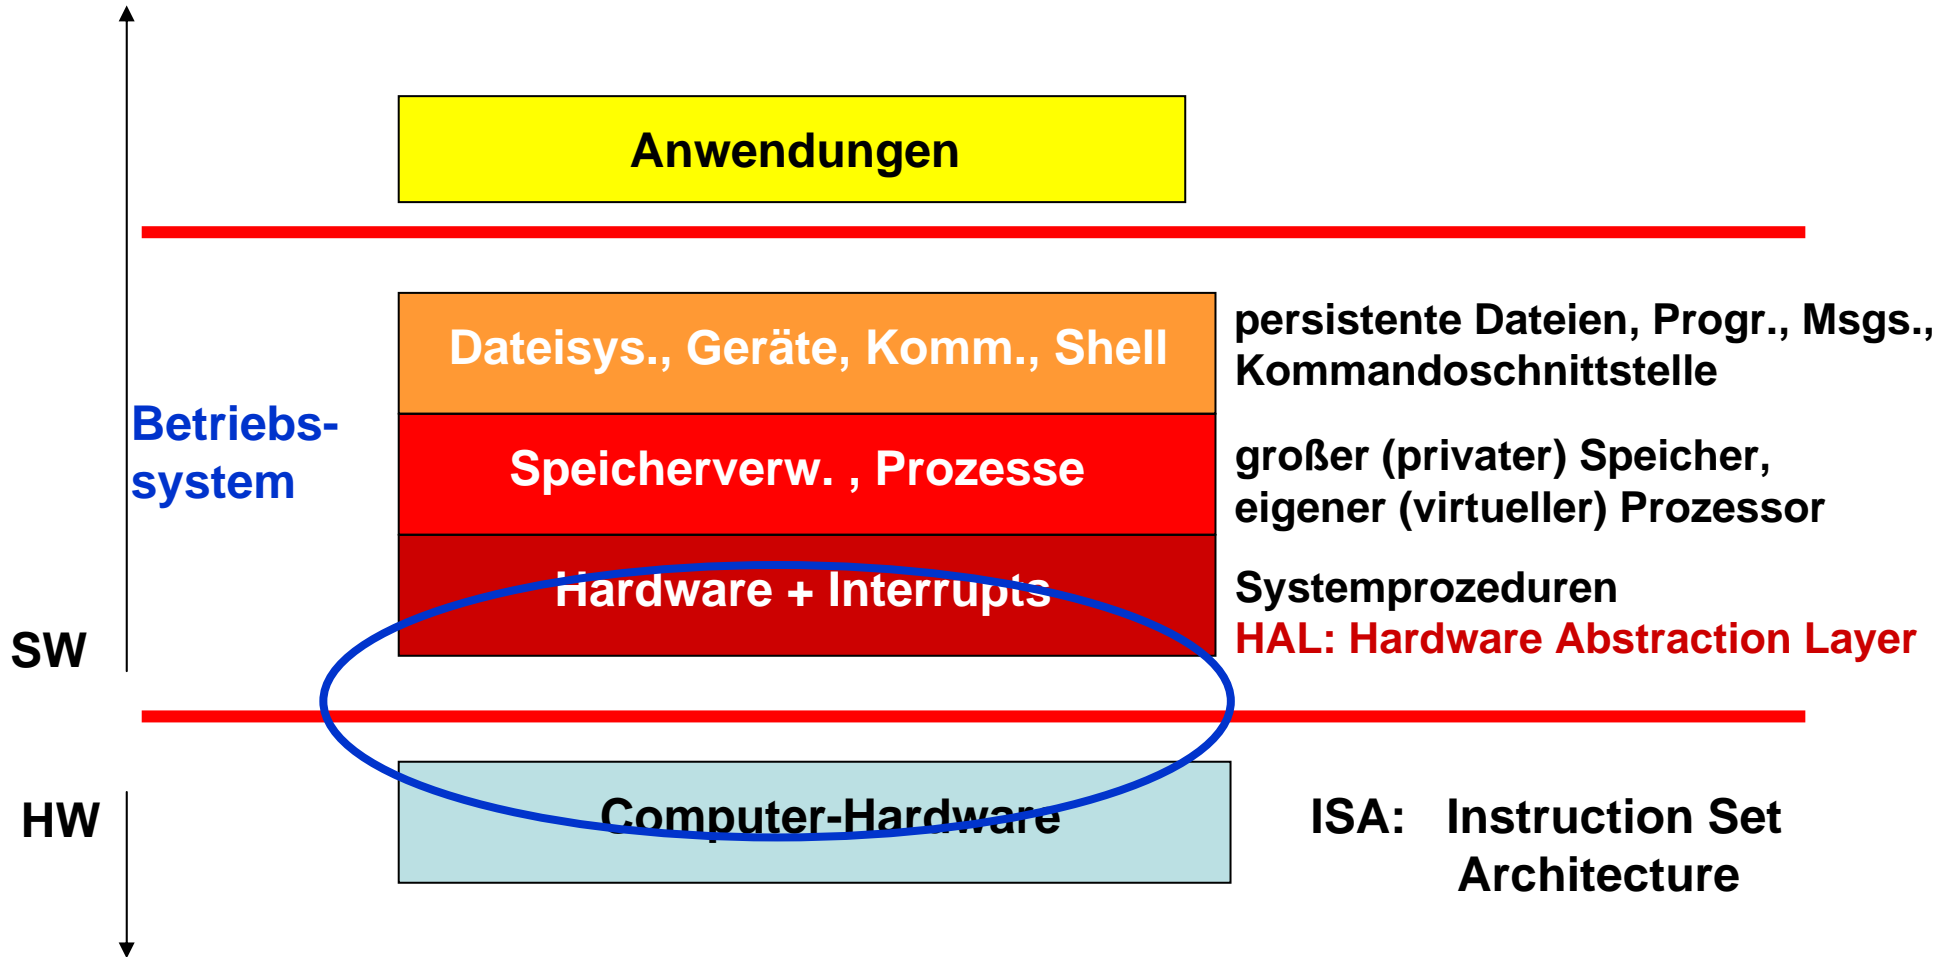 Anwendungen
Dateisys., Geräte, Komm., Shell
persistente Dateien, Progr., Msgs.,
Kommandoschnittstelle
Betriebs-
system
Speicherverw. , Prozesse
großer (privater) Speicher,
eigener (virtueller) Prozessor
Hardware + Interrupts
Systemprozeduren
HAL: Hardware Abstraction Layer
SW
HW
Computer-Hardware
ISA: Instruction Set
Architecture